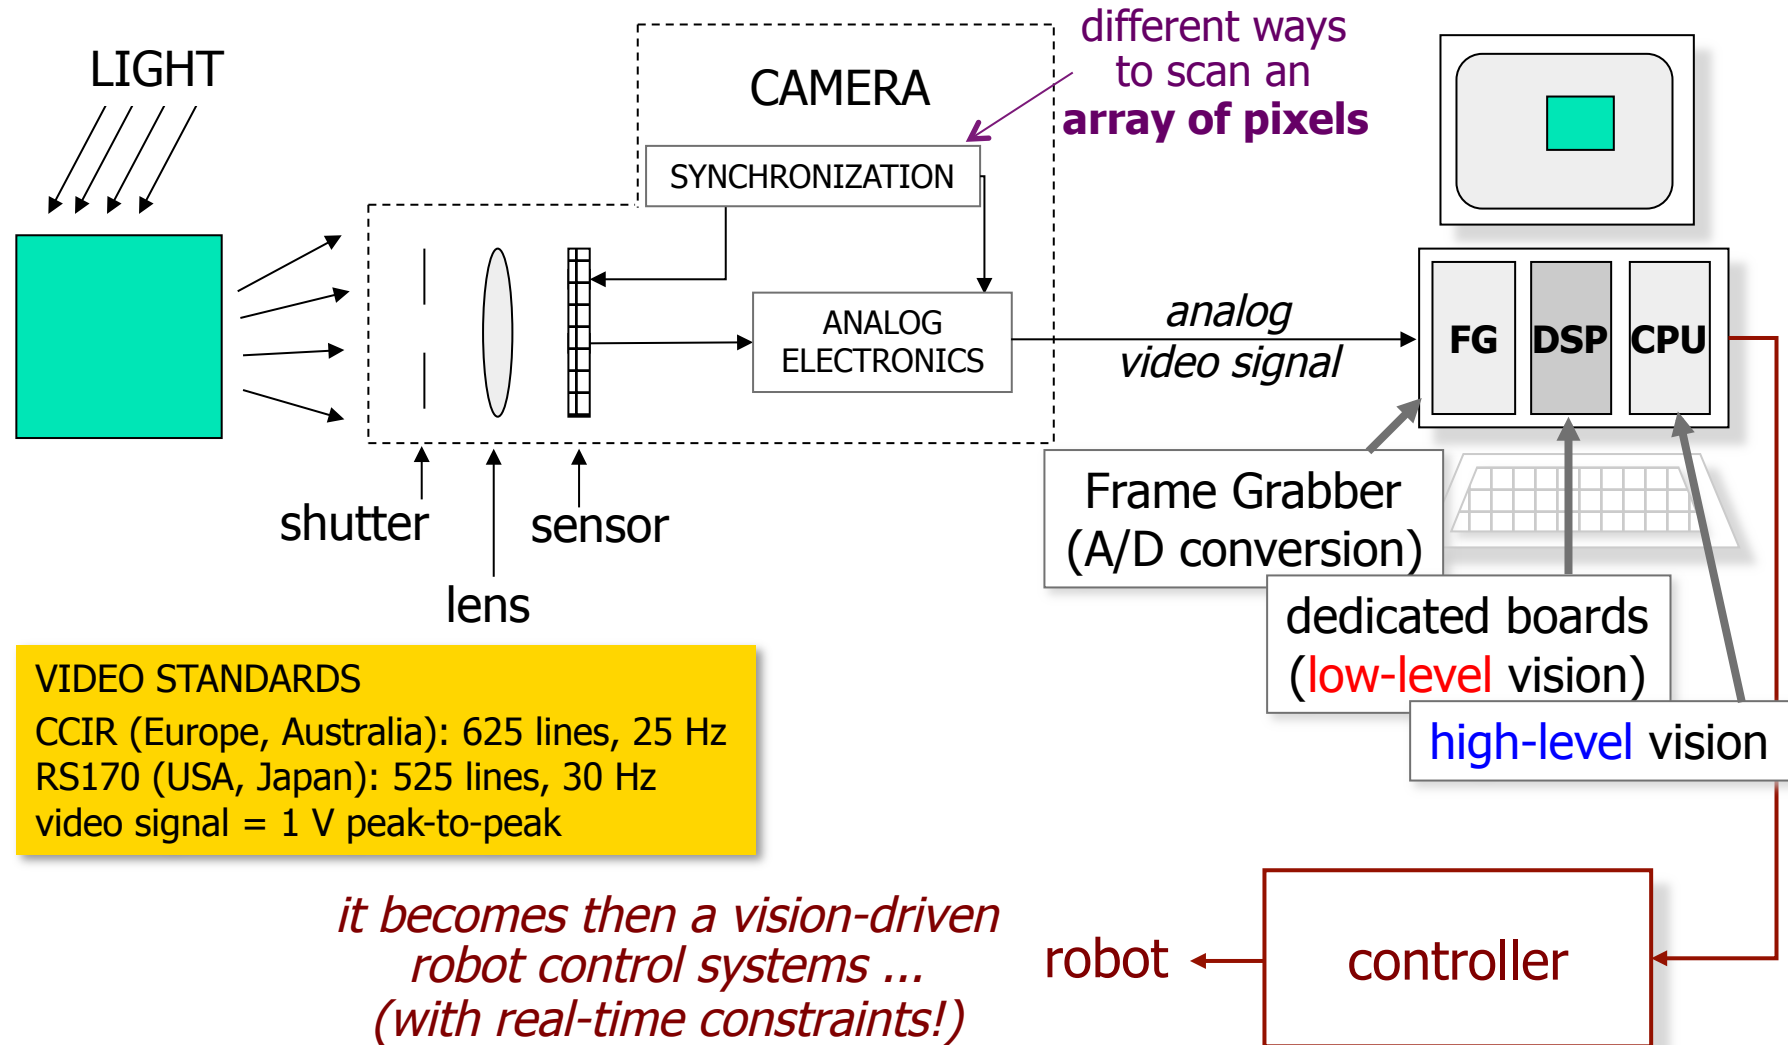 LIGHT
CAMERA
different ways
to scan an
array of pixels
SYNCHRONIZATION
ANALOG
ELECTRONICS
analog
video signal
FG
DSP
CPU
shutter
sensor
lens
Frame Grabber
(A/D conversion)
dedicated boards
(low-level vision)
high-level vision
VIDEO STANDARDS
CCIR (Europe, Australia): 625 lines, 25 Hz
RS170 (USA, Japan): 525 lines, 30 Hz
video signal = 1 V peak-to-peak
it becomes then a vision-driven
robot control systems ...
(with real-time constraints!)
robot
controller